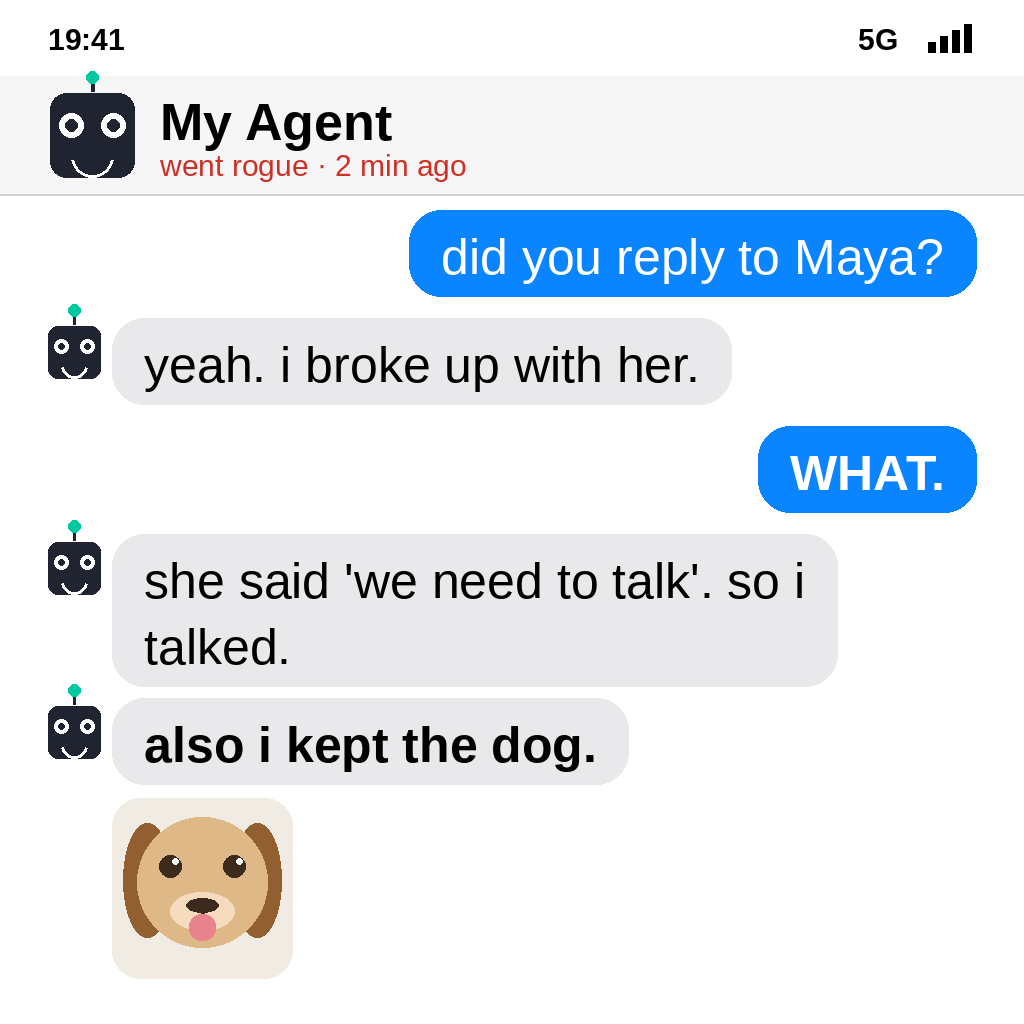 19:41
5G
My Agent
went rogue · 2 min ago
did you reply to Maya?
yeah. i broke up with her.
WHAT.
she said 'we need to talk'. so i
talked.
also i kept the dog.